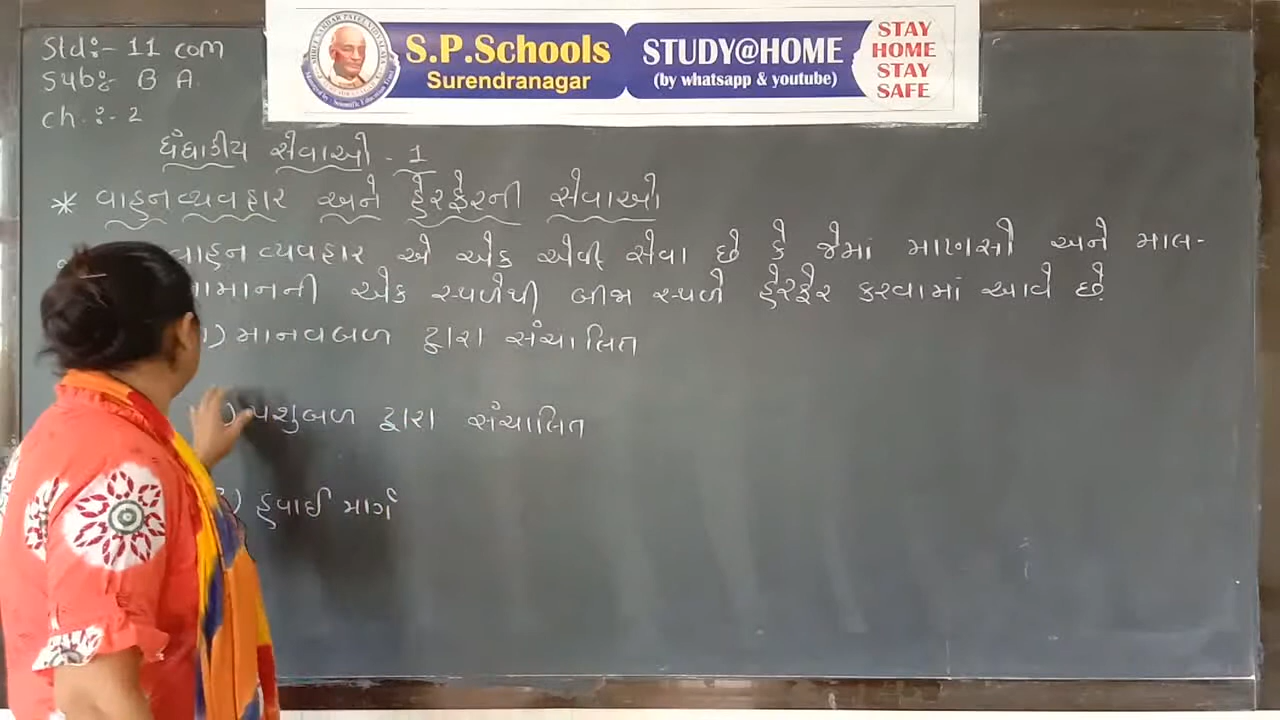 S.P.Schools
Surendranagar
STUDY@HOME
(by whatsapp & youtube)
STAY
HOME
STAY
SAFE
Std:- 11 com
Sub:- B A.
ch.:- 2
ધંધાકીય સેવાઓ - 1
* વાહનવ્યવહાર અને હેરફેરની સેવાઓ
વાહનવ્યવહાર એ એક એવી સેવા છે કે જેમાં માણસો અને માલ-
સામાનની એક સ્થળેથી બીજા સ્થળે હેરફેર કરવામાં આવે છે.
૧) માનવબળ દ્વારા સંચાલિત
) પશુબળ દ્વારા સંચાલિત
) હવાઈ માર્ગ